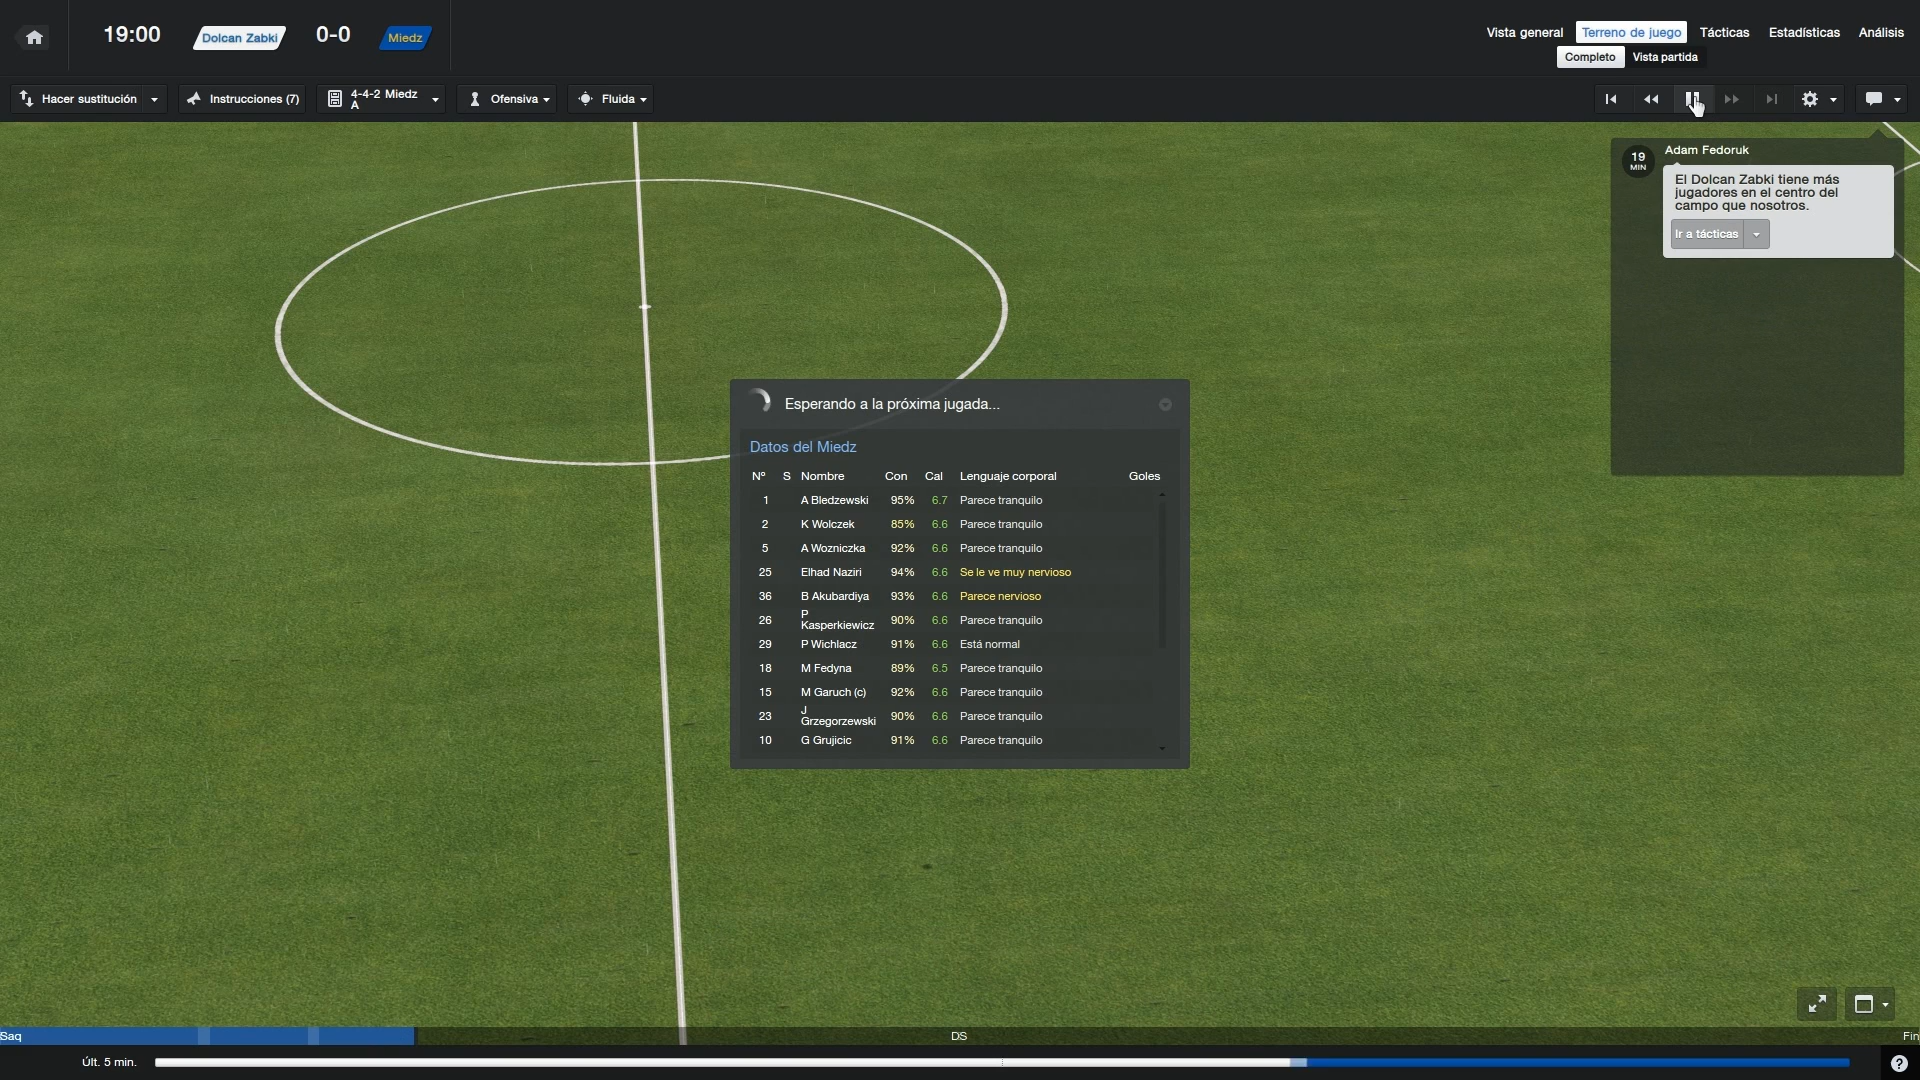 19:00
Dolcan Zabki
0-0
Miedz
Vista general
Terreno de juego
Tácticas
Estadísticas
Análisis
Completo
Vista partida
Hacer sustitución
Instrucciones (7)
4-4-2 Miedz
A
Ofensiva
Fluida
19
MIN
Adam Fedoruk
El Dolcan Zabki tiene más
jugadores en el centro del
campo que nosotros.
Ir a tácticas
Esperando a la próxima jugada...
Datos del Miedz
Nº S Nombre Con Cal Lenguaje corporal Goles
1 A Bledzewski 95% 6.7 Parece tranquilo
2 K Wolczek 85% 6.6 Parece tranquilo
5 A Wozniczka 92% 6.6 Parece tranquilo
25 Elhad Naziri 94% 6.6 Se le ve muy nervioso
36 B Akubardiya 93% 6.6 Parece nervioso
26 P Kasperkiewicz 90% 6.6 Parece tranquilo
29 P Wichlacz 91% 6.6 Está normal
18 M Fedyna 89% 6.5 Parece tranquilo
15 M Garuch (c) 92% 6.6 Parece tranquilo
23 J Grzegorzewski 90% 6.6 Parece tranquilo
10 G Grujicic 91% 6.6 Parece tranquilo
Saq
DS
Fin
Últ. 5 min.
?